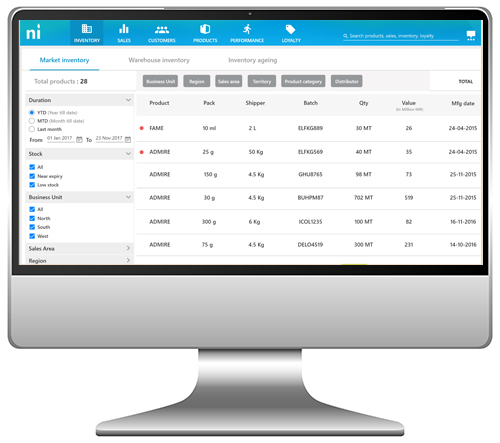 ni
INVENTORY SALES CUSTOMERS PRODUCTS PERFORMANCE LOYALTY
Search products, sales, inventory, loyalty
Market inventory Warehouse inventory Inventory ageing
Total products : 28
Business Unit Region Sales area Territory Product category Distributor
TOTAL
Duration
YTD (Year till date)
MTD (Month till date)
Last month
From 01 Jan 2017 To 23 Nov 2017
Stock
All
Near expiry
Low stock
Business Unit
All
North
South
West
Sales Area
Region
Product Pack Shipper Batch Qty Value Mfg date
FAME 10 ml 2 L ELFKG889 30 MT 26 24-04-2015
ADMIRE 25 g 50 Kg ELFKG569 40 MT 35 24-04-2015
ADMIRE 150 g 4.5 Kg GHU8765 98 MT 73 25-11-2015
ADMIRE 30 g 4.5 Kg BUHPM87 702 MT 519 25-11-2015
ADMIRE 300 g 6 Kg ICOL1235 100 MT 82 16-11-2016
ADMIRE 75 g 4.5 Kg DELO4519 300 MT 231 14-10-2016